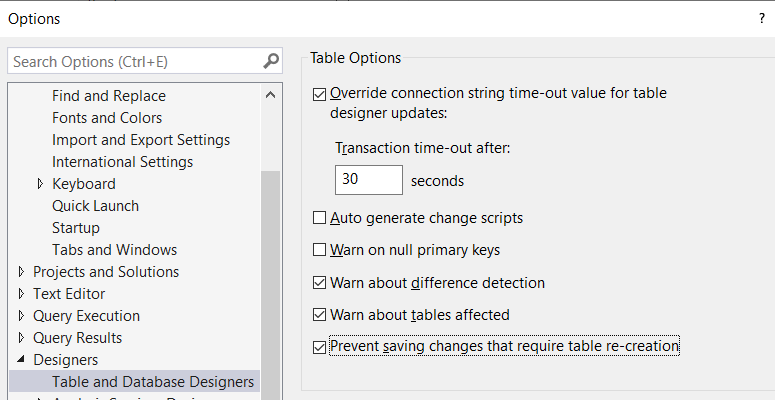 Options
?
Search Options (Ctrl+E)
Find and Replace
Fonts and Colors
Import and Export Settings
International Settings
Keyboard
Quick Launch
Startup
Tabs and Windows
Projects and Solutions
Text Editor
Query Execution
Query Results
Designers
Table and Database Designers
Table Options
Override connection string time-out value for table
designer updates:
Transaction time-out after:
30 seconds
Auto generate change scripts
Warn on null primary keys
Warn about difference detection
Warn about tables affected
Prevent saving changes that require table re-creation